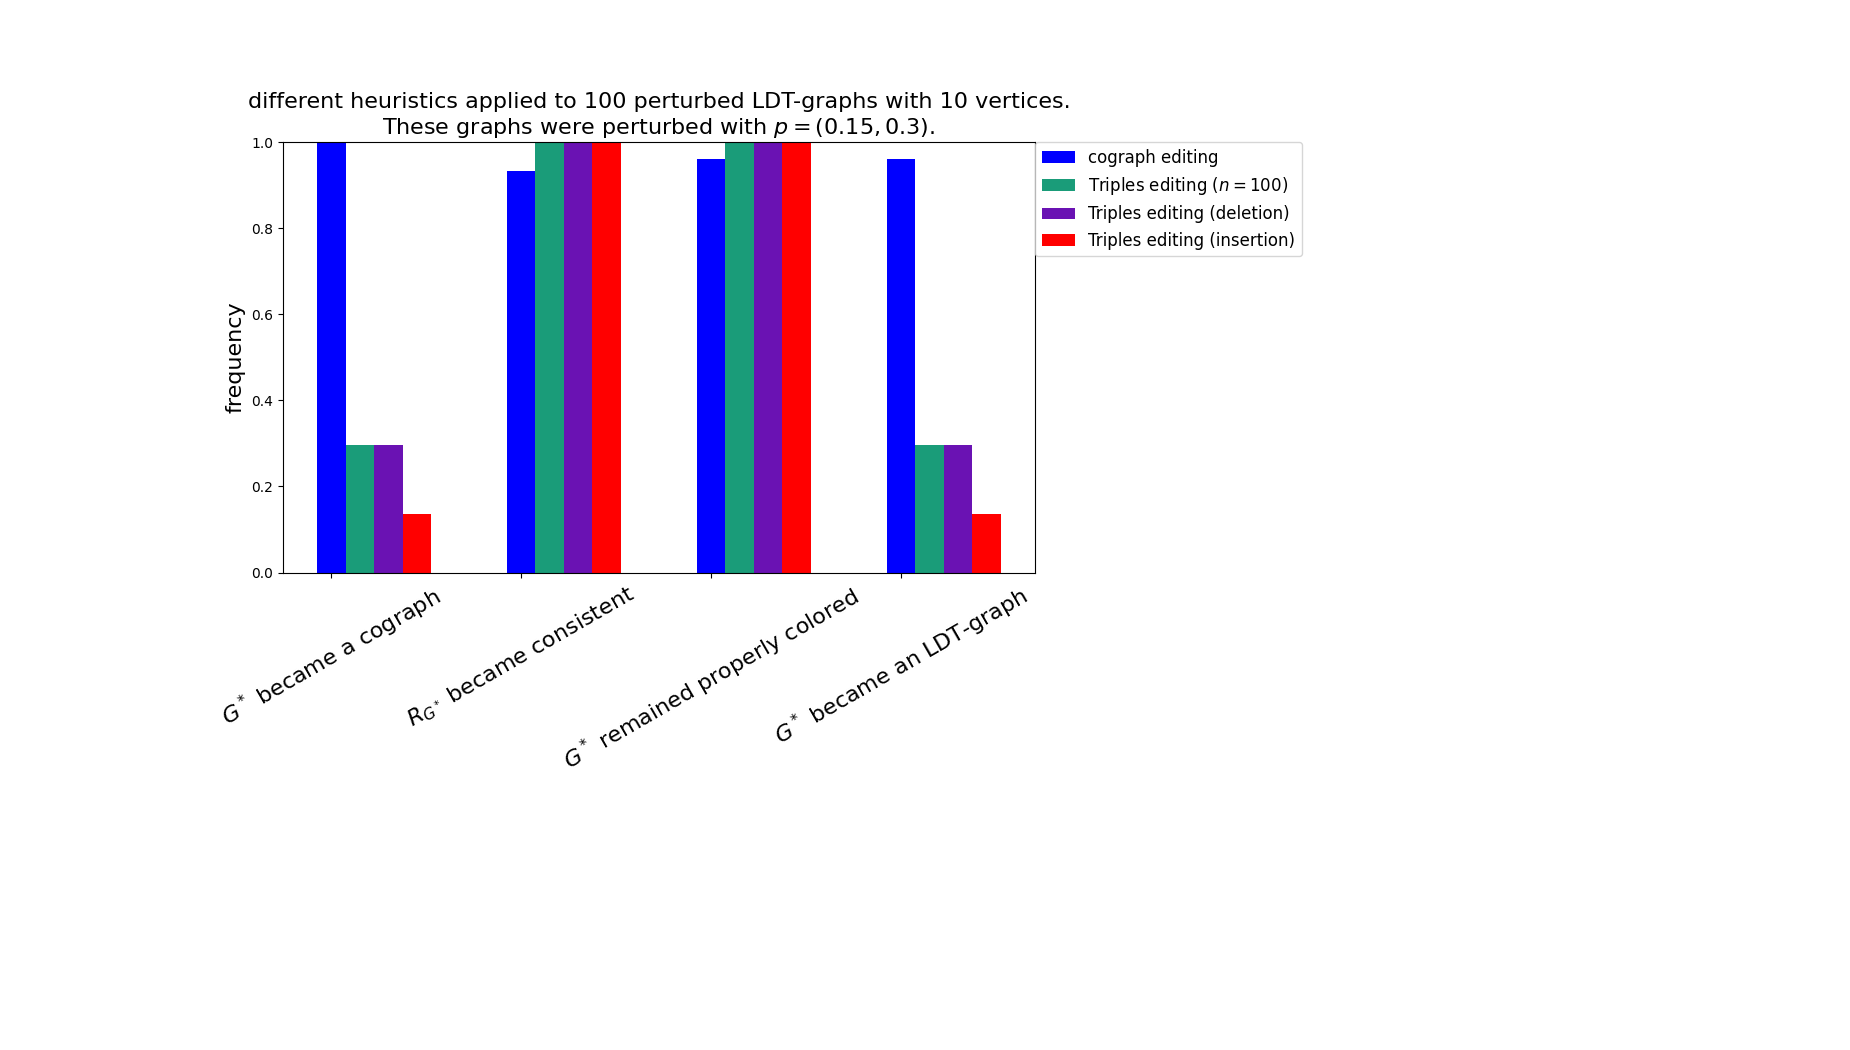 different heuristics applied to 100 perturbed LDT-graphs with 10 vertices.
These graphs were perturbed with p = (0.15, 0.3).
1.0
0.8
0.6
0.4
0.2
0.0
frequency
G* became a cograph
R_{G*} became consistent
G* remained properly colored
G* became an LDT-graph
cograph editing
Triples editing (n = 100)
Triples editing (deletion)
Triples editing (insertion)